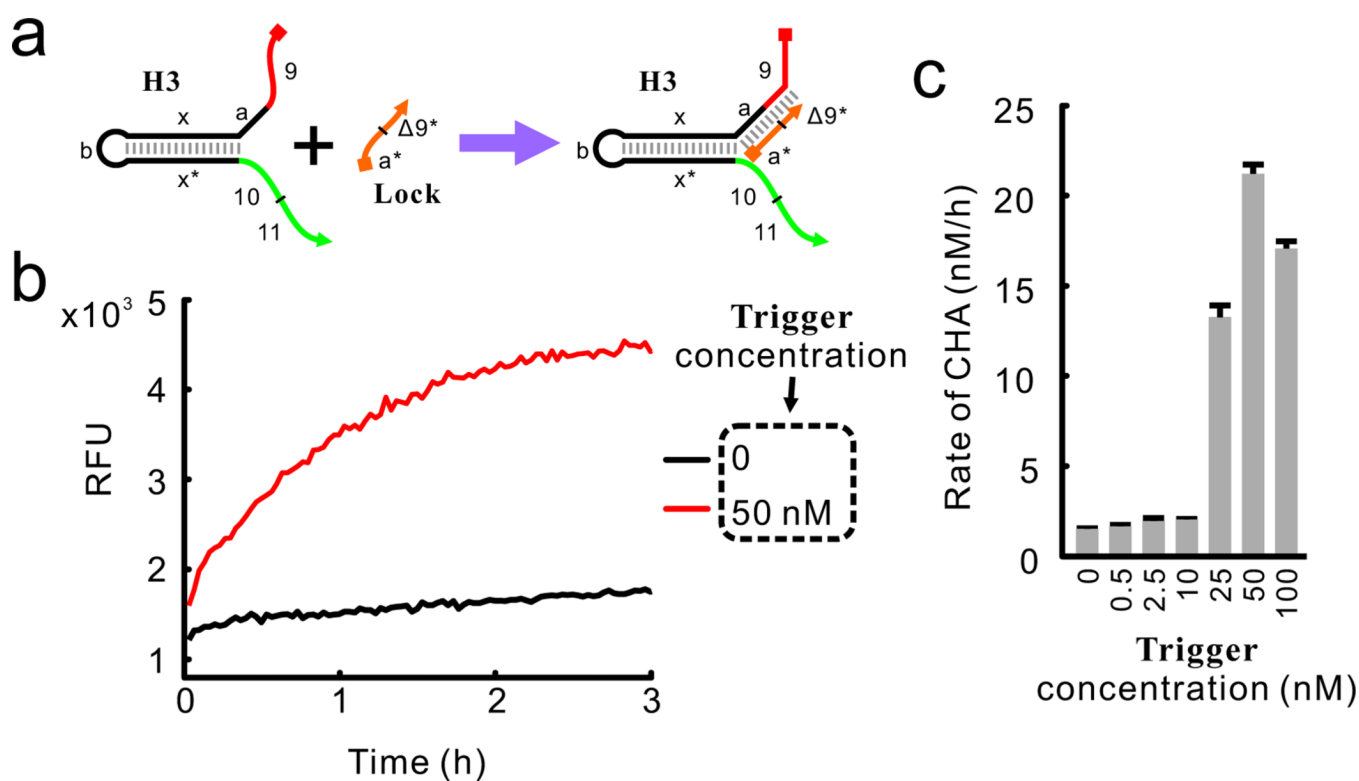 a
H3
x
a
9
b
x*
10
11
+
Δ9*
a*
Lock
H3
x
a
9
Δ9*
a*
b
x*
10
11
b
x10³
RFU
5
4
3
2
1
0
1
2
3
Time (h)
Trigger
concentration
0
50 nM
c
Rate of CHA (nM/h)
25
20
15
10
5
0
0
0.5
2.5
10
25
50
100
Trigger
concentration (nM)